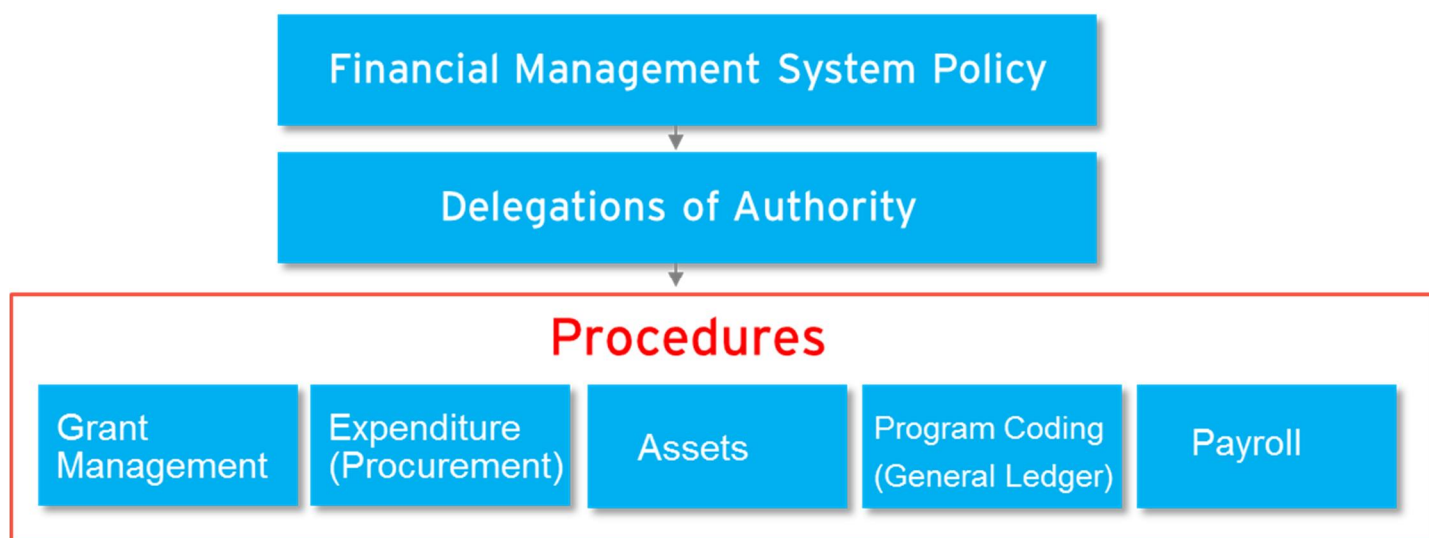 Financial Management System Policy
Delegations of Authority
Procedures
Grant
Management
Expenditure
(Procurement)
Assets
Program Coding
(General Ledger)
Payroll